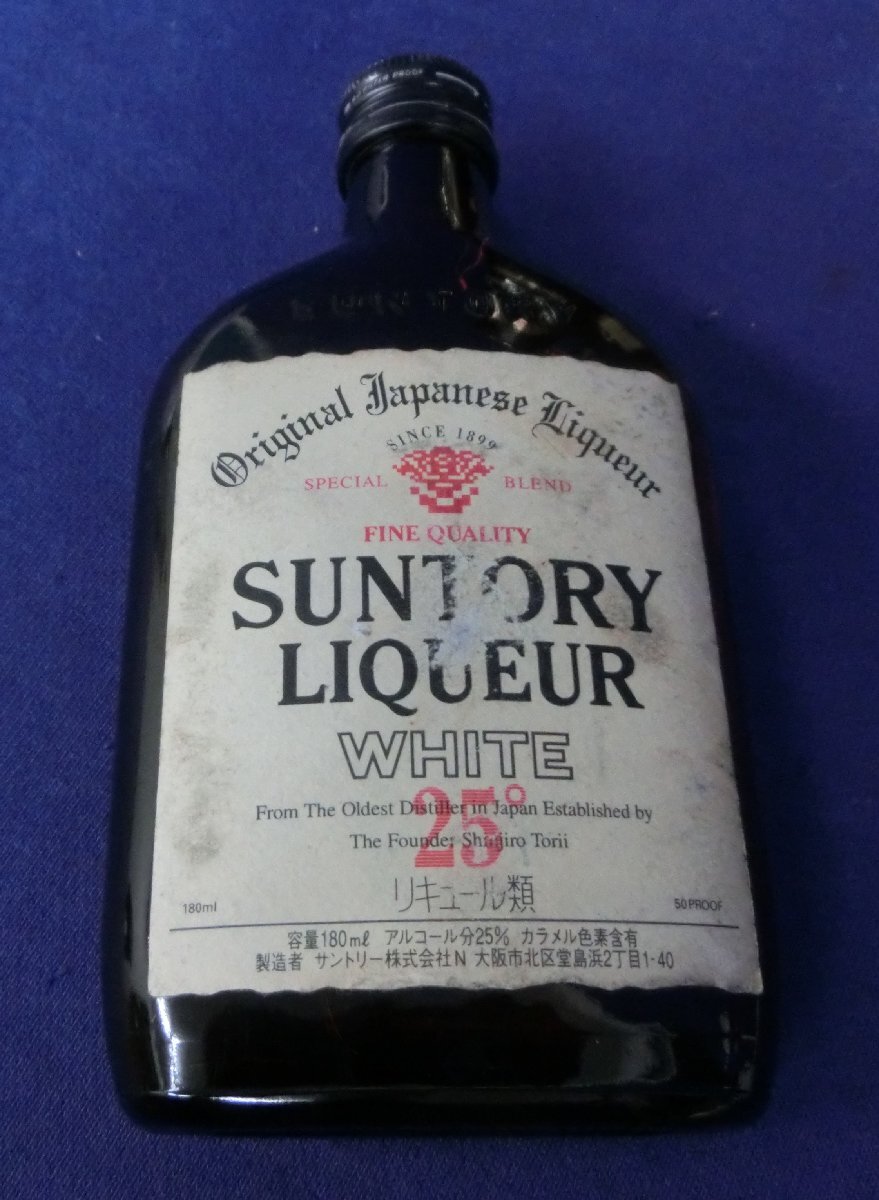 PROOF
Original Japanese Liqueur
SINCE 1899
SPECIAL BLEND
FINE QUALITY
SUNTORY
LIQUEUR
WHITE
25°
From The Oldest Distiller in Japan Established by
The Founder Shinjiro Torii
リキュール類
180ml 50PROOF
容量180mℓ アルコール分25% カラメル色素含有
製造者 サントリー株式会社N 大阪市北区堂島浜2丁目1-40